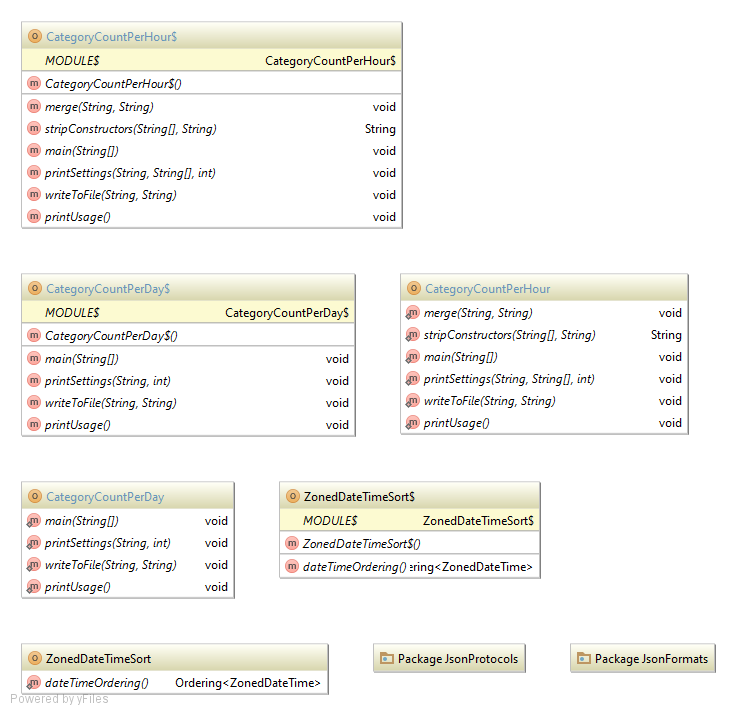 CategoryCountPerHour$
MODULE$ CategoryCountPerHour$
CategoryCountPerHour$()
merge(String, String) void
stripConstructors(String[], String) String
main(String[]) void
printSettings(String, String[], int) void
writeToFile(String, String) void
printUsage() void
CategoryCountPerDay$
MODULE$ CategoryCountPerDay$
CategoryCountPerDay$()
main(String[]) void
printSettings(String, int) void
writeToFile(String, String) void
printUsage() void
CategoryCountPerHour
merge(String, String) void
stripConstructors(String[], String) String
main(String[]) void
printSettings(String, String[], int) void
writeToFile(String, String) void
printUsage() void
CategoryCountPerDay
main(String[]) void
printSettings(String, int) void
writeToFile(String, String) void
printUsage() void
ZonedDateTimeSort$
MODULE$ ZonedDateTimeSort$
ZonedDateTimeSort$()
dateTimeOrdering() ering<ZonedDateTime>
ZonedDateTimeSort
dateTimeOrdering() Ordering<ZonedDateTime>
Package JsonProtocols
Package JsonFormats
Powered by yFiles